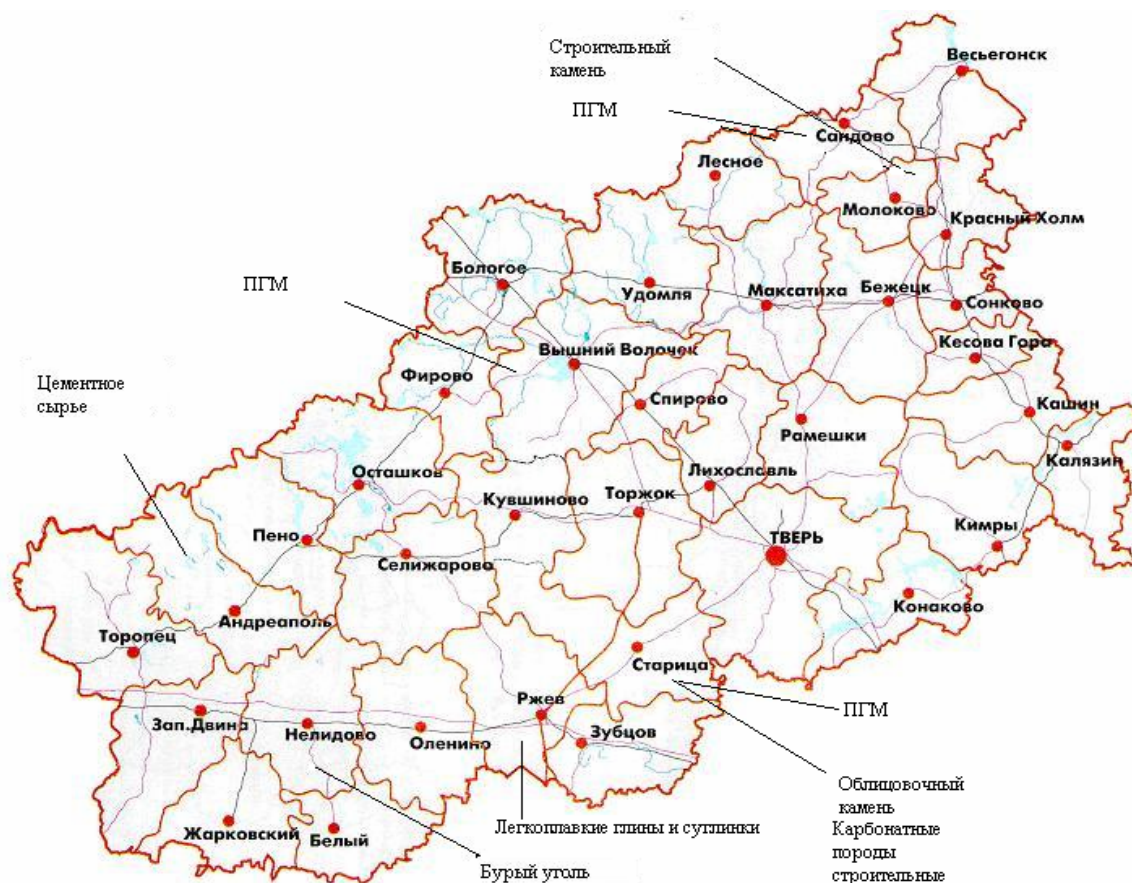 Строительный
камень
Весьегонск
ПГМ
Сандово
Лесное
Молоково
Красный Холм
Бологое
ПГМ
Удомля
Максатиха
Бежецк
Сонково
Вышний Волочек
Кесова Гора
Фирово
Цементное
сырье
Спирово
Кашин
Рамешки
Калязин
Осташков
Лихославль
Кувшиново
Торжок
Кимры
Пено
ТВЕРЬ
Селижарово
Конаково
Андреаполь
Торопец
Старица
Ржев
ПГМ
Зап.Двина
Нелидово
Оленино
Зубцов
Облицовочный
камень
Карбонатные
породы
строительные
Легкоплавкие глины и суглинки
Жарковский
Белый
Бурый уголь